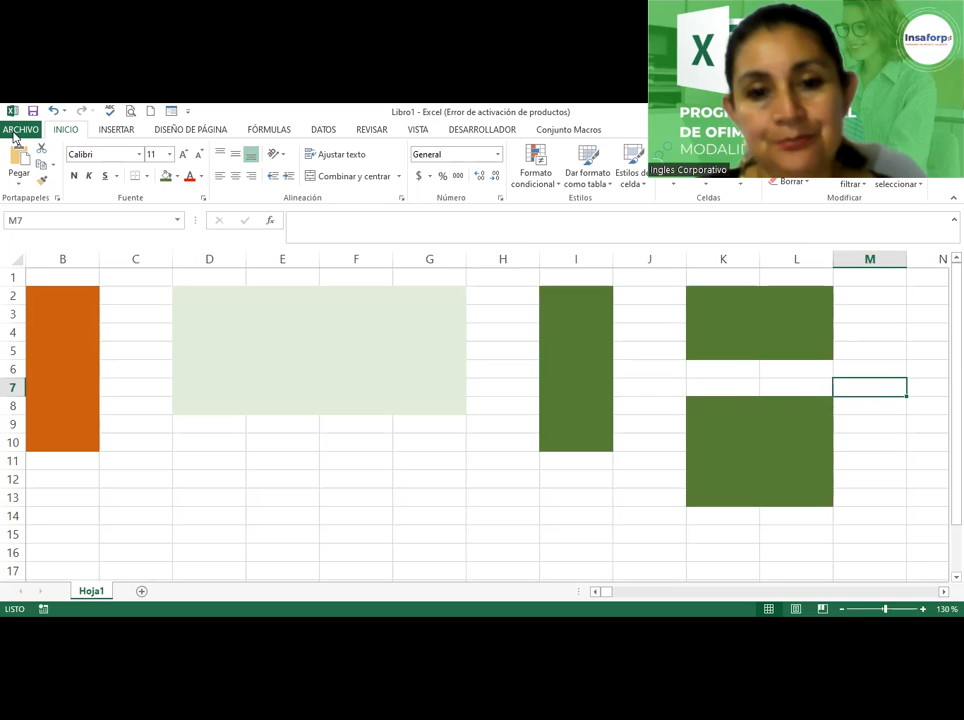 Insaforp
PROG
L
DE OFIM
MODALID
Ingles Corporativo
Libro1 - Excel (Error de activación de productos)
ARCHIVO INICIO INSERTAR DISEÑO DE PÁGINA FÓRMULAS DATOS REVISAR VISTA DESARROLLADOR Conjunto Macros
Calibri 11 Ajustar texto General
Pegar N K S Combinar y centrar $ % 000 Formato condicional Dar formato como tabla Estilos de celda Borrar filtrar seleccionar
Portapapeles Fuente Alineación Número Estilos Celdas Modificar
M7 fx
B C D E F G H I J K L M N
1
2
3
4
5
6
7
8
9
10
11
12
13
14
15
16
17
Hoja1
LISTO 130 %